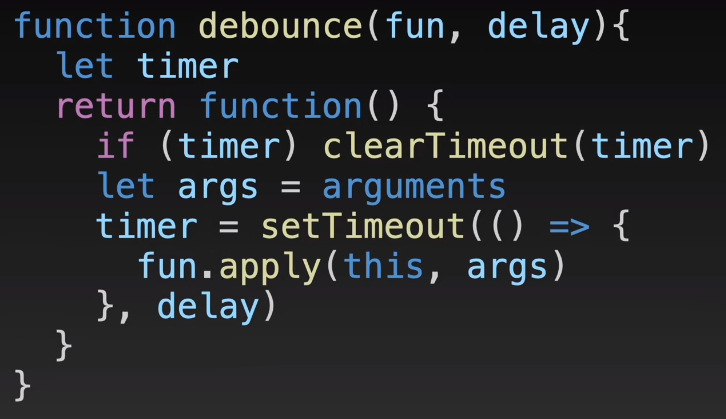 function debounce(fun, delay){
  let timer
  return function() {
    if (timer) clearTimeout(timer)
    let args = arguments
    timer = setTimeout(() => {
      fun.apply(this, args)
    }, delay)
  }
}